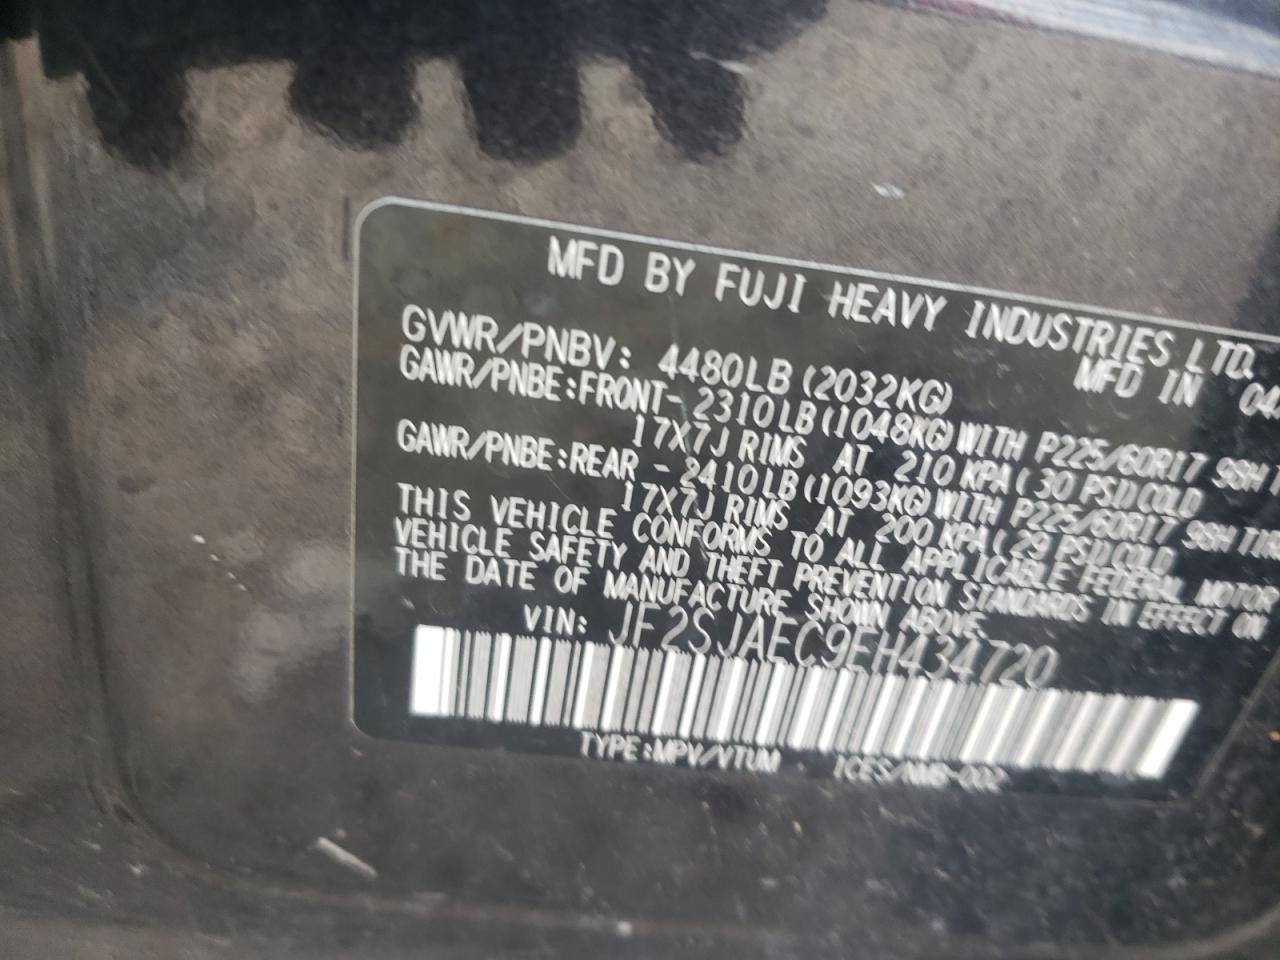 MFD BY FUJI HEAVY INDUSTRIES LTD.
MFD IN 04
GVWR/PNBV: 4480LB (2032KG)
GAWR/PNBE:FRONT- 2310LB(1048KG)WITH P225/60R17 98H
17X7J RIMS AT 210 KPA( 30 PSI)COLD
GAWR/PNBE:REAR - 2410LB(1093KG)WITH P225/60R17 98H TIRE
17X7J RIMS AT 200 KPA( 29 PSI)COLD
THIS VEHICLE CONFORMS TO ALL APPLICABLE FEDERAL MOTOR
VEHICLE SAFETY AND THEFT PREVENTION STANDARDS IN EFFECT ON
THE DATE OF MANUFACTURE SHOWN ABOVE.
VIN: JF2SJAEC9EH434720
TYPE:MPV/VTUM ICES/NMB-002